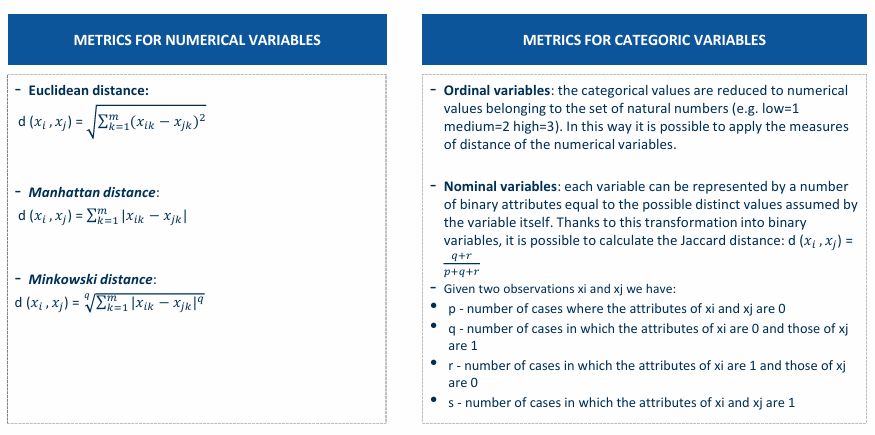 METRICS FOR NUMERICAL VARIABLES
- Euclidean distance:
d (x_i , x_j) = √(∑_{k=1}^{m}(x_{ik} − x_{jk})^2)
- Manhattan distance:
d (x_i , x_j) = ∑_{k=1}^{m} |x_{ik} − x_{jk}|
- Minkowski distance:
d (x_i , x_j) = \sqrt[q]{∑_{k=1}^{m} |x_{ik} − x_{jk}|^q}
METRICS FOR CATEGORIC VARIABLES
- Ordinal variables: the categorical values are reduced to numerical
values belonging to the set of natural numbers (e.g. low=1
medium=2 high=3). In this way it is possible to apply the measures
of distance of the numerical variables.
- Nominal variables: each variable can be represented by a number
of binary attributes equal to the possible distinct values assumed by
the variable itself. Thanks to this transformation into binary
variables, it is possible to calculate the Jaccard distance: d (x_i , x_j) =
\frac{q+r}{p+q+r}
- Given two observations xi and xj we have:
• p - number of cases where the attributes of xi and xj are 0
• q - number of cases in which the attributes of xi are 0 and those of xj
are 1
• r - number of cases in which the attributes of xi are 1 and those of xj
are 0
• s - number of cases in which the attributes of xi and xj are 1